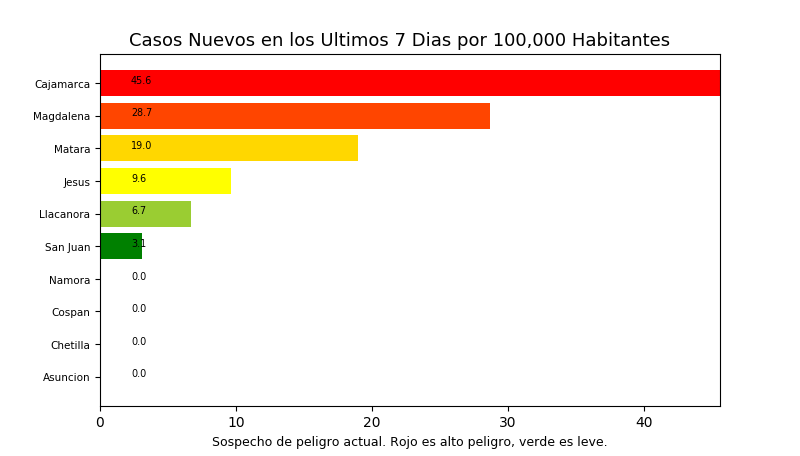 Casos Nuevos en los Ultimos 7 Dias por 100,000 Habitantes
Cajamarca 45.6
Magdalena 28.7
Matara 19.0
Jesus 9.6
Llacanora 6.7
San Juan 3.1
Namora 0.0
Cospan 0.0
Chetilla 0.0
Asuncion 0.0
0 10 20 30 40
Sospecho de peligro actual. Rojo es alto peligro, verde es leve.